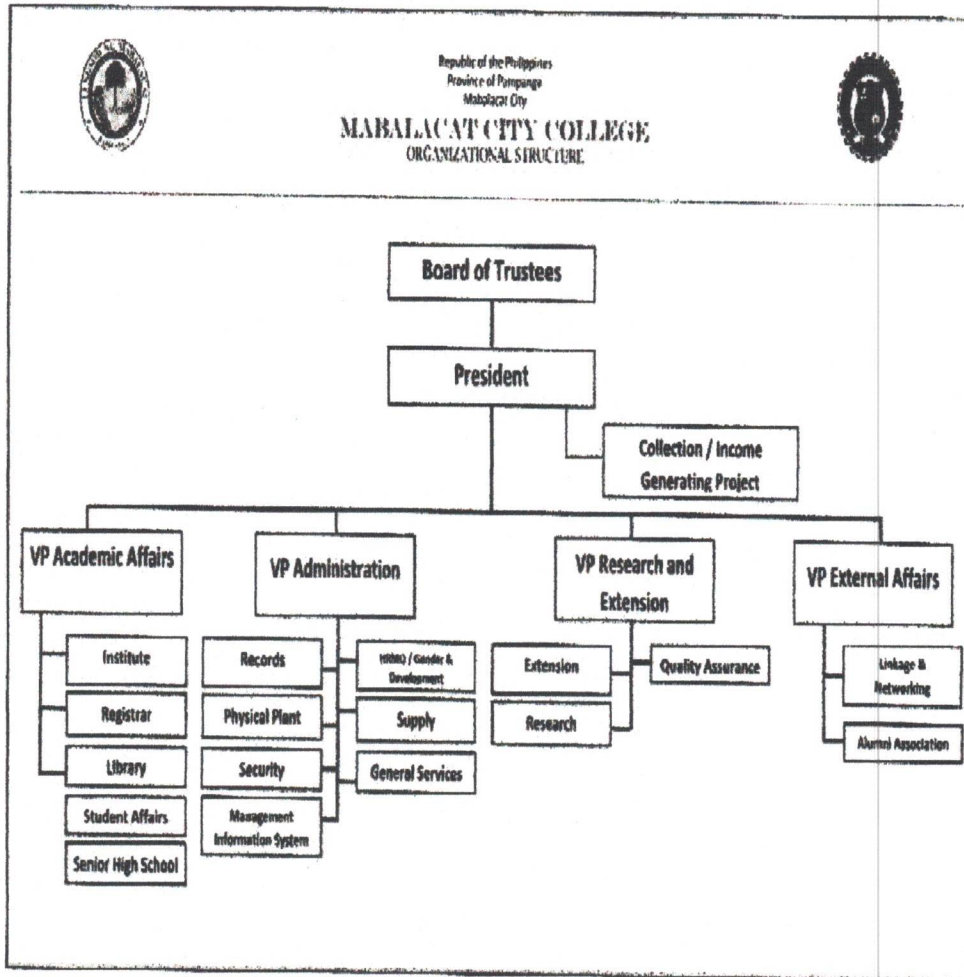 Republic of the Philippines
Province of Pampanga
Mabalacat City
MABALACAT CITY COLLEGE
ORGANIZATIONAL STRUCTURE
Board of Trustees
President
Collection / Income
Generating Project
VP Academic Affairs
VP Administration
VP Research and
Extension
VP External Affairs
Institute
Registrar
Library
Student Affairs
Senior High School
Records
Physical Plant
Security
Management
Information System
HRMO / Gender &
Development
Supply
General Services
Extension
Research
Quality Assurance
Linkage &
Networking
Alumni Association